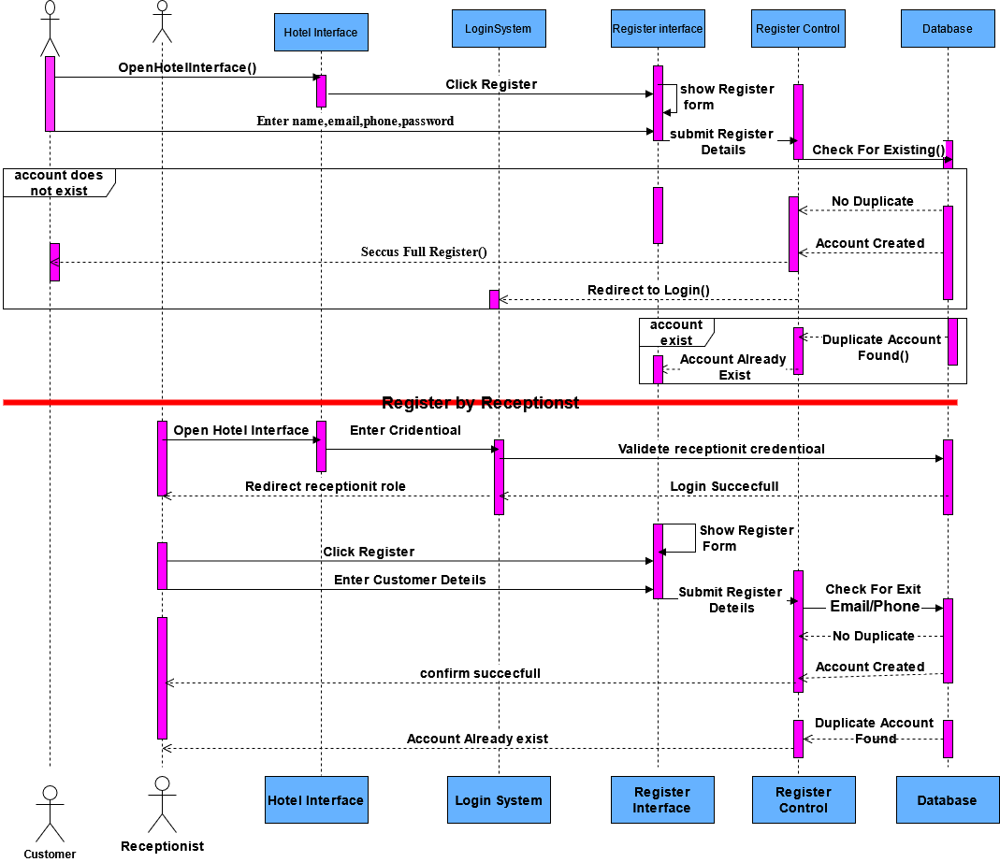 Hotel Interface
LoginSystem
Register interface
Register Control
Database
OpenHotelInterface()
Click Register
show Register
form
Enter name,email,phone,password
submit Register
Details
Check For Existing()
account does
not exist
No Duplicate
Account Created
Seccus Full Register()
Redirect to Login()
account
exist
Duplicate Account
Found()
Account Already
Exist
Register by Receptionst
Open Hotel Interface
Enter Cridentioal
Validete receptionit credentioal
Redirect receptionit role
Login Succecfull
Show Register
Form
Click Register
Enter Customer Deteils
Submit Register
Deteils
Check For Exit
Email/Phone
No Duplicate
Account Created
confirm succecfull
Duplicate Account
Found
Account Already exist
Customer
Receptionist
Hotel Interface
Login System
Register
Interface
Register
Control
Database